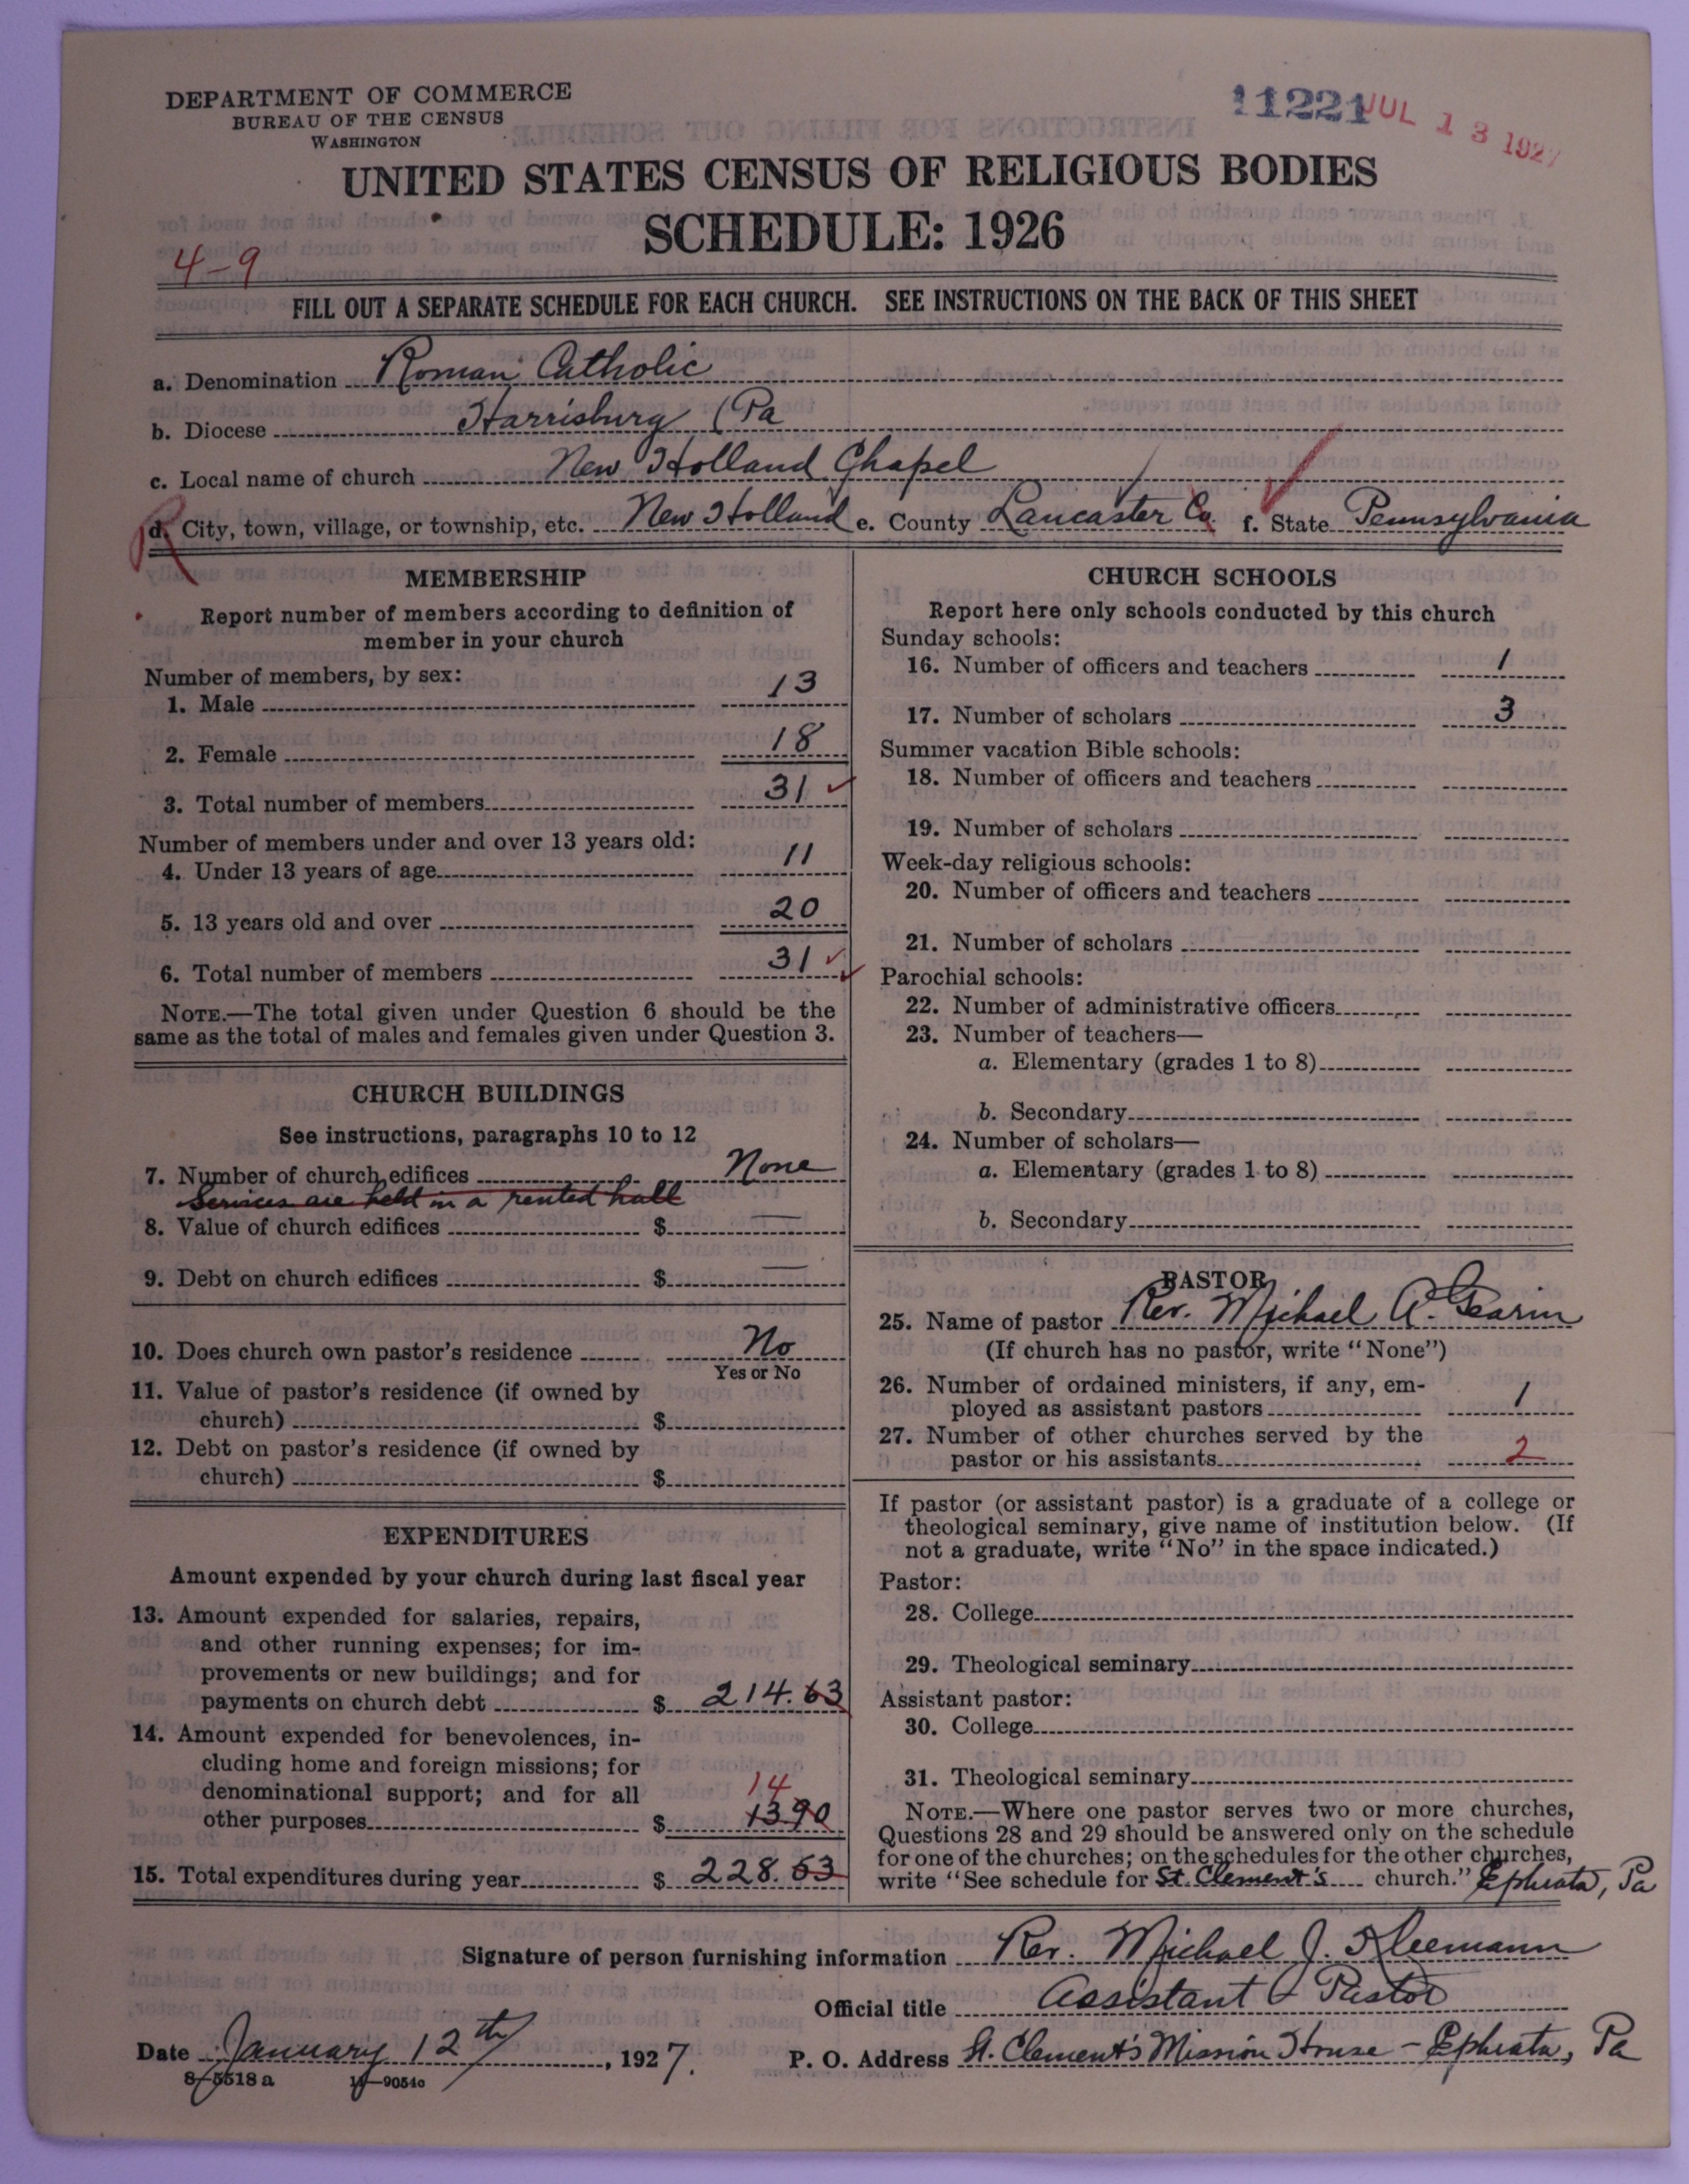 DEPARTMENT OF COMMERCE
BUREAU OF THE CENSUS
WASHINGTON
11221
JUL 13 1927
UNITED STATES CENSUS OF RELIGIOUS BODIES
SCHEDULE: 1926
4-9
FILL OUT A SEPARATE SCHEDULE FOR EACH CHURCH. SEE INSTRUCTIONS ON THE BACK OF THIS SHEET
a. Denomination Roman Catholic
b. Diocese Harrisburg (Pa
c. Local name of church New Holland Chapel
d. City, town, village, or township, etc. New Holland e. County Lancaster Co. f. State Pennsylvania
MEMBERSHIP
Report number of members according to definition of
member in your church
Number of members, by sex:
1. Male 13
2. Female 18
3. Total number of members 31
Number of members under and over 13 years old:
4. Under 13 years of age 11
5. 13 years old and over 20
6. Total number of members 31
NOTE.—The total given under Question 6 should be the
same as the total of males and females given under Question 3.
CHURCH BUILDINGS
See instructions, paragraphs 10 to 12
7. Number of church edifices None
Services are held in a rented hall
8. Value of church edifices $ —
9. Debt on church edifices $ —
10. Does church own pastor's residence No
Yes or No
11. Value of pastor's residence (if owned by
church) $
12. Debt on pastor's residence (if owned by
church) $
EXPENDITURES
Amount expended by your church during last fiscal year
13. Amount expended for salaries, repairs,
and other running expenses; for im-
provements or new buildings; and for
payments on church debt $ 214.63
14. Amount expended for benevolences, in-
cluding home and foreign missions; for
denominational support; and for all
14
other purposes $ 13.90
15. Total expenditures during year $ 228.53
CHURCH SCHOOLS
Report here only schools conducted by this church
Sunday schools:
16. Number of officers and teachers 1
17. Number of scholars 3
Summer vacation Bible schools:
18. Number of officers and teachers
19. Number of scholars
Week-day religious schools:
20. Number of officers and teachers
21. Number of scholars
Parochial schools:
22. Number of administrative officers
23. Number of teachers—
a. Elementary (grades 1 to 8)
b. Secondary
24. Number of scholars—
a. Elementary (grades 1 to 8)
b. Secondary
PASTOR
25. Name of pastor Rev. Michael A. Gearin
(If church has no pastor, write "None")
26. Number of ordained ministers, if any, em-
ployed as assistant pastors 1
27. Number of other churches served by the
pastor or his assistants 2
If pastor (or assistant pastor) is a graduate of a college or
theological seminary, give name of institution below. (If
not a graduate, write "No" in the space indicated.)
Pastor:
28. College
29. Theological seminary
Assistant pastor:
30. College
31. Theological seminary
NOTE.—Where one pastor serves two or more churches,
Questions 28 and 29 should be answered only on the schedule
for one of the churches; on the schedules for the other churches,
write "See schedule for St. Clement's church." Ephrata, Pa
Signature of person furnishing information Rev. Michael J. Kleemann
Official title Assistant Pastor
Date January 12th, 1927.
P. O. Address St. Clement's Mission House - Ephrata, Pa
8-5518 a 11-9054c